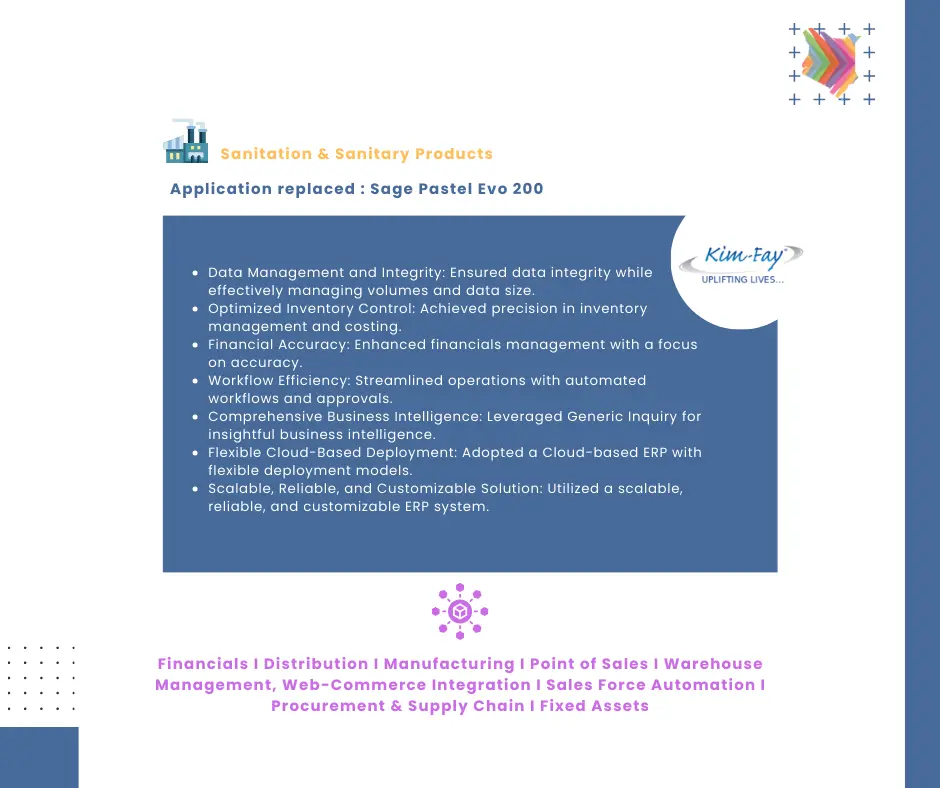 Sanitation & Sanitary Products
Application replaced : Sage Pastel Evo 200
Kim-Fay®
UPLIFTING LIVES...
• Data Management and Integrity: Ensured data integrity while
effectively managing volumes and data size.
• Optimized Inventory Control: Achieved precision in inventory
management and costing.
• Financial Accuracy: Enhanced financials management with a focus
on accuracy.
• Workflow Efficiency: Streamlined operations with automated
workflows and approvals.
• Comprehensive Business Intelligence: Leveraged Generic Inquiry for
insightful business intelligence.
• Flexible Cloud-Based Deployment: Adopted a Cloud-based ERP with
flexible deployment models.
• Scalable, Reliable, and Customizable Solution: Utilized a scalable,
reliable, and customizable ERP system.
Financials I Distribution I Manufacturing I Point of Sales I Warehouse
Management, Web-Commerce Integration I Sales Force Automation I
Procurement & Supply Chain I Fixed Assets